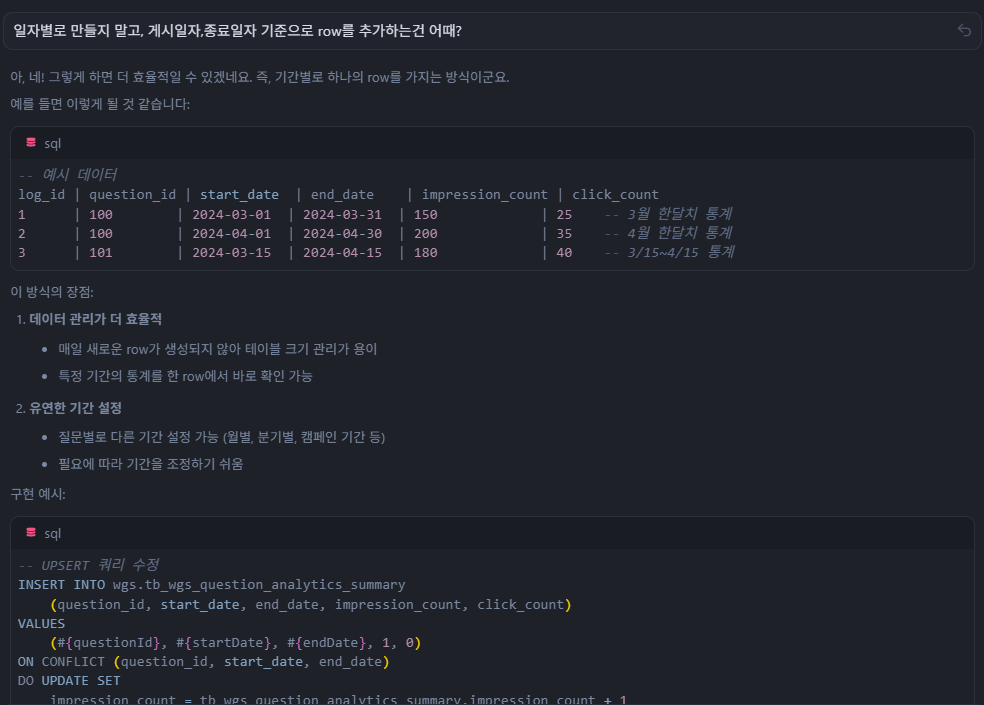 일자별로 만들지 말고, 게시일자,종료일자 기준으로 row를 추가하는건 어때?
아, 네! 그렇게 하면 더 효율적일 수 있겠네요. 즉, 기간별로 하나의 row를 가지는 방식이군요.
예를 들면 이렇게 될 것 같습니다:
sql
-- 예시 데이터
log_id | question_id | start_date  | end_date    | impression_count | click_count
1      | 100        | 2024-03-01  | 2024-03-31  | 150             | 25    -- 3월 한달치 통계
2      | 100        | 2024-04-01  | 2024-04-30  | 200             | 35    -- 4월 한달치 통계
3      | 101        | 2024-03-15  | 2024-04-15  | 180             | 40    -- 3/15~4/15 통계
이 방식의 장점:
1. 데이터 관리가 더 효율적
• 매일 새로운 row가 생성되지 않아 테이블 크기 관리가 용이
• 특정 기간의 통계를 한 row에서 바로 확인 가능
2. 유연한 기간 설정
• 질문별로 다른 기간 설정 가능 (월별, 분기별, 캠페인 기간 등)
• 필요에 따라 기간을 조정하기 쉬움
구현 예시:
sql
-- UPSERT 쿼리 수정
INSERT INTO wgs.tb_wgs_question_analytics_summary
    (question_id, start_date, end_date, impression_count, click_count)
VALUES
    (#{questionId}, #{startDate}, #{endDate}, 1, 0)
ON CONFLICT (question_id, start_date, end_date)
DO UPDATE SET
    impression_count = tb_wgs_question_analytics_summary.impression_count + 1